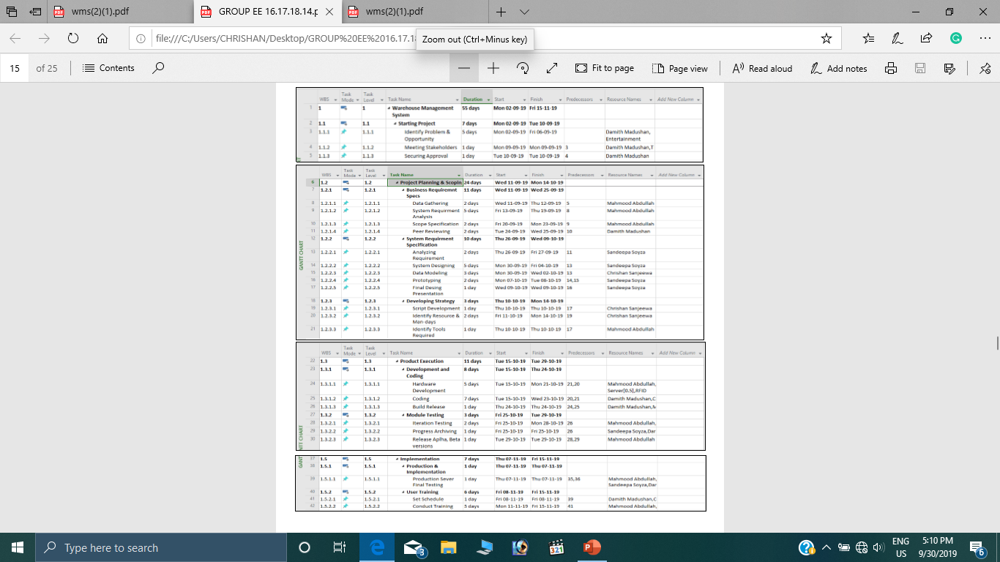 wms(2)(1).pdf
GROUP EE 16.17.18.14.p
wms(2)(1).pdf
file:///C:/Users/CHRISHAN/Desktop/GROUP%20EE%2016.17.18
Zoom out (Ctrl+Minus key)
15 of 25 Contents Fit to page Page view Read aloud Add notes
WBS Task Mode Task Level Task Name Duration Start Finish Predecessors Resource Names Add New Column
1 1 1 Warehouse Management System 55 days Mon 02-09-19 Fri 15-11-19
2 1.1 1.1 Starting Project 7 days Mon 02-09-19 Tue 10-09-19
3 1.1.1 1.1.1 Identify Problem & Opportunity 5 days Mon 02-09-19 Fri 06-09-19 Damith Madushan, Entertainment
4 1.1.2 1.1.2 Meeting Stakeholders 1 day Mon 09-09-19 Mon 09-09-19 3 Damith Madushan,T
5 1.1.3 1.1.3 Securing Approval 1 day Tue 10-09-19 Tue 10-09-19 4 Damith Madushan
WBS Task Mode Task Level Task Name Duration Start Finish Predecessors Resource Names Add New Column
6 1.2 1.2 Project Planning & Scopin 24 days Wed 11-09-19 Mon 14-10-19
7 1.2.1 1.2.1 Business Requiremnt Specs 11 days Wed 11-09-19 Wed 25-09-19
8 1.2.1.1 1.2.1.1 Data Gathering 2 days Wed 11-09-19 Thu 12-09-19 5 Mahmood Abdullah
9 1.2.1.2 1.2.1.2 System Requirment Analysis 5 days Fri 13-09-19 Thu 19-09-19 8 Mahmood Abdullah
10 1.2.1.3 1.2.1.3 Scope Specification 2 days Fri 20-09-19 Mon 23-09-19 9 Mahmood Abdullah
11 1.2.1.4 1.2.1.4 Peer Reviewing 2 days Tue 24-09-19 Wed 25-09-19 10 Damith Madushan
12 1.2.2 1.2.2 System Requirment Specification 10 days Thu 26-09-19 Wed 09-10-19
13 1.2.2.1 1.2.2.1 Analyzing Requirement 2 days Thu 26-09-19 Fri 27-09-19 11 Sandeepa Soyza
14 1.2.2.2 1.2.2.2 System Designing 5 days Mon 30-09-19 Fri 04-10-19 13 Sandeepa Soyza
15 1.2.2.3 1.2.2.3 Data Modeling 3 days Mon 30-09-19 Wed 02-10-19 13 Chrishan Sanjeewa
16 1.2.2.4 1.2.2.4 Prototyping 2 days Mon 07-10-19 Tue 08-10-19 14,15 Sandeepa Soyza
17 1.2.2.5 1.2.2.5 Final Desing Presentation 1 day Wed 09-10-19 Wed 09-10-19 16 Sandeepa Soyza
18 1.2.3 1.2.3 Developing Strategy 3 days Thu 10-10-19 Mon 14-10-19
19 1.2.3.1 1.2.3.1 Script Development 1 day Thu 10-10-19 Thu 10-10-19 17 Chrishan Sanjeewa
20 1.2.3.2 1.2.3.2 Identify Resource & Man-days 2 days Fri 11-10-19 Mon 14-10-19 19 Chrishan Sanjeewa
21 1.2.3.3 1.2.3.3 Identify Tools Required 1 day Thu 10-10-19 Thu 10-10-19 17 Mahmood Abdullah
GANTT CHART
WBS Task Mode Task Level Task Name Duration Start Finish Predecessors Resource Names Add New Column
22 1.3 1.3 Product Execution 11 days Tue 15-10-19 Tue 29-10-19
23 1.3.1 1.3.1 Development and Coding 8 days Tue 15-10-19 Thu 24-10-19
24 1.3.1.1 1.3.1.1 Hardware Development 5 days Tue 15-10-19 Mon 21-10-19 21,20 Mahmood Abdullah, Server[0.5],RFID
25 1.3.1.2 1.3.1.2 Coding 7 days Tue 15-10-19 Wed 23-10-19 20,21 Damith Madushan,C
26 1.3.1.3 1.3.1.3 Build Release 1 day Thu 24-10-19 Thu 24-10-19 24,25 Damith Madushan,M
27 1.3.2 1.3.2 Module Testing 3 days Fri 25-10-19 Tue 29-10-19
28 1.3.2.1 1.3.2.1 Iteration Testing 2 days Fri 25-10-19 Mon 28-10-19 26 Mahmood Abdullah,
29 1.3.2.2 1.3.2.2 Progress Archiving 1 day Fri 25-10-19 Fri 25-10-19 26 Sandeepa Soyza,Dar
30 1.3.2.3 1.3.2.3 Release Aplha, Beta versions 1 day Tue 29-10-19 Tue 29-10-19 28,29 Mahmood Abdullah
NTT CHART
37 1.5 1.5 Implementation 7 days Thu 07-11-19 Fri 15-11-19
38 1.5.1 1.5.1 Production & Implementation 1 day Thu 07-11-19 Thu 07-11-19
39 1.5.1.1 1.5.1.1 Production Sever Final Testing 1 day Thu 07-11-19 Thu 07-11-19 35,36 Mahmood Abdullah, Sandeepa Soyza,Dar
40 1.5.2 1.5.2 User Training 6 days Fri 08-11-19 Fri 15-11-19
41 1.5.2.1 1.5.2.1 Set Schedule 1 day Fri 08-11-19 Fri 08-11-19 39 Damith Madushan,C
42 1.5.2.2 1.5.2.2 Conduct Training 5 days Mon 11-11-19 Fri 15-11-19 41 Mahmood Abdullah,
GANT
Type here to search
3
321
ENG
US
5:10 PM
9/30/2019
6